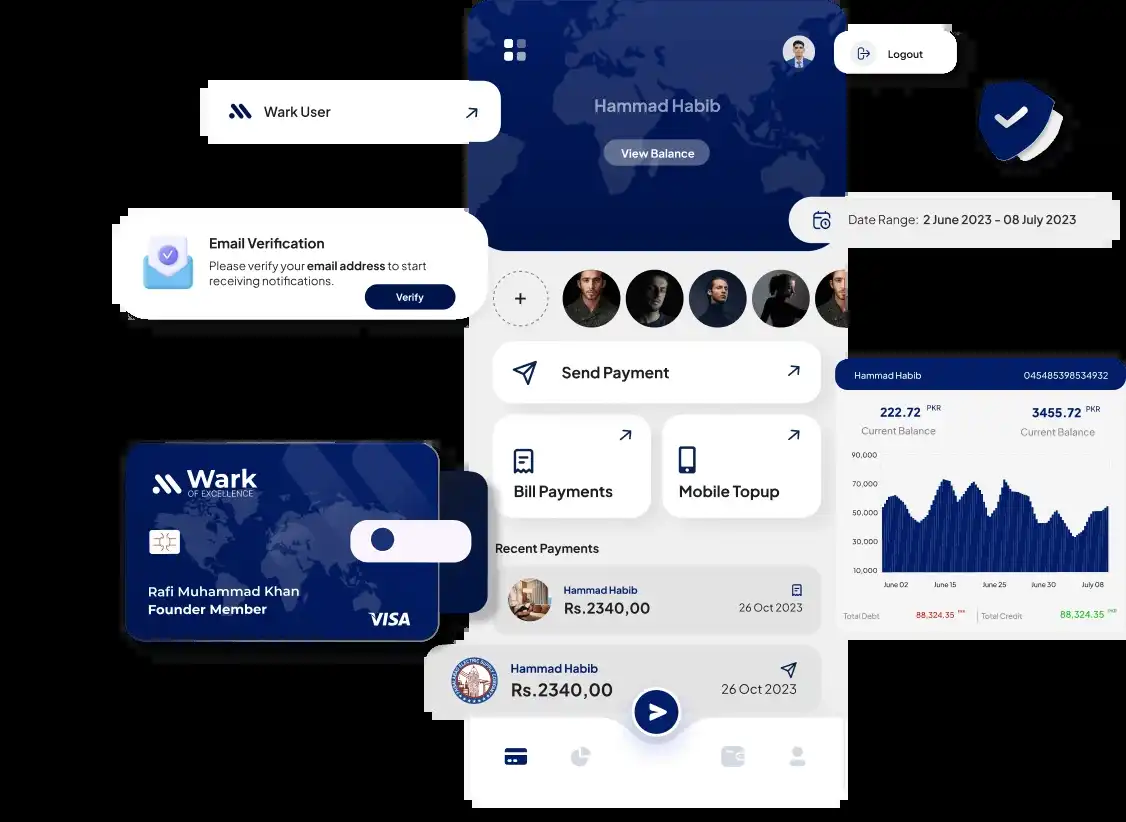 Logout
Wark User
Hammad Habib
View Balance
Date Range: 2 June 2023 - 08 July 2023
Email Verification
Please verify your email address to start
receiving notifications.
Verify
+
Send Payment
Bill Payments
Mobile Topup
Hammad Habib 045485398534932
222.72 PKR 3455.72 PKR
Current Balance Current Balance
90,000
70,000
50,000
30,000
10,000
June 02 June 15 June 25 June 30 July 08
Total Debt 88,324.35 Total Credit 88,324.35
Wark
OF EXCELLENCE
Rafi Muhammad Khan
Founder Member
VISA
Recent Payments
Hammad Habib
Rs.2340,00 26 Oct 2023
Hammad Habib
Rs.2340,00 26 Oct 2023